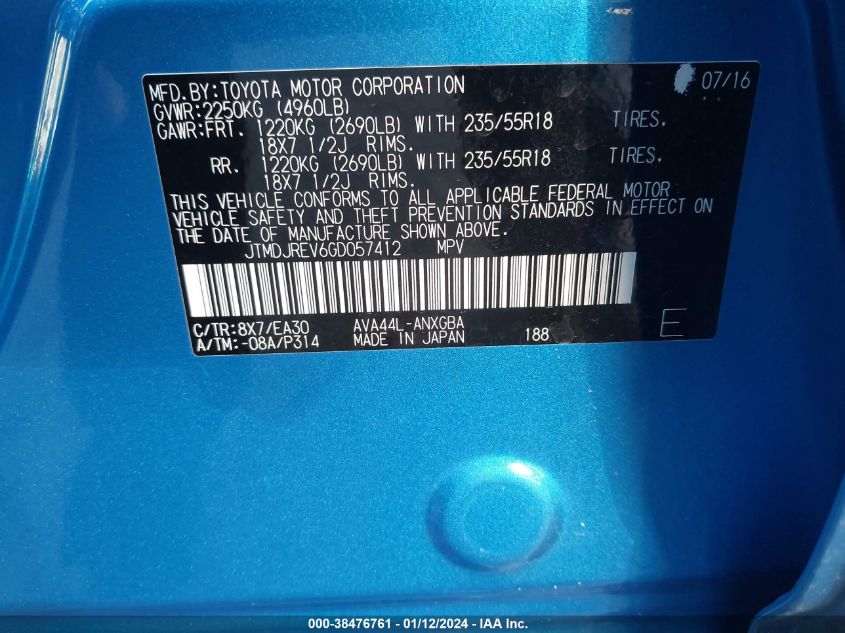 07/16
MFD.BY:TOYOTA MOTOR CORPORATION
GVWR:2250KG (4960LB)
GAWR:FRT. 1220KG (2690LB) WITH 235/55R18 TIRES,
18X7 1/2J RIMS.
RR. 1220KG (2690LB) WITH 235/55R18 TIRES,
18X7 1/2J RIMS.
THIS VEHICLE CONFORMS TO ALL APPLICABLE FEDERAL MOTOR
VEHICLE SAFETY AND THEFT PREVENTION STANDARDS IN EFFECT ON
THE DATE OF MANUFACTURE SHOWN ABOVE.
JTMDJREV6GD057412 MPV
C/TR:8X7/EA30 AVA44L-ANXGBA
A/TM:-08A/P314 MADE IN JAPAN 188 E
000-38476761 - 01/12/2024 - IAA Inc.